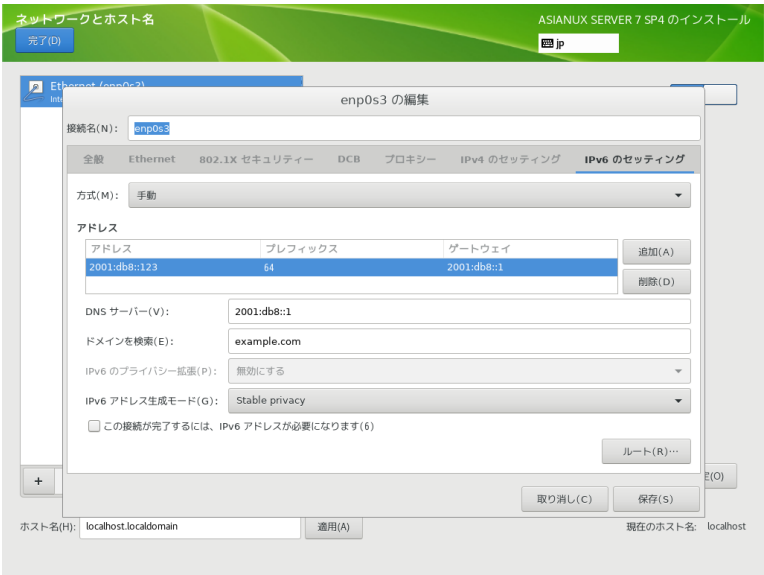 ネットワークとホスト名
ASIANUX SERVER 7 SP4 のインストール
完了(D)
jp
Ethernet (enp0s3)
enp0s3 の編集
接続名(N): enp0s3
全般 Ethernet 802.1X セキュリティー DCB プロキシー IPv4 のセッティング IPv6 のセッティング
方式(M): 手動
アドレス
アドレス プレフィックス ゲートウェイ
2001:db8::123 64 2001:db8::1
追加(A)
削除(D)
DNS サーバー(V): 2001:db8::1
ドメインを検索(E): example.com
IPv6 のプライバシー拡張(P): 無効にする
IPv6 アドレス生成モード(G): Stable privacy
この接続が完了するには、IPv6 アドレスが必要になります(6)
ルート(R)…
+
(O)
取り消し(C) 保存(S)
ホスト名(H): localhost.localdomain 適用(A) 現在のホスト名: localhost